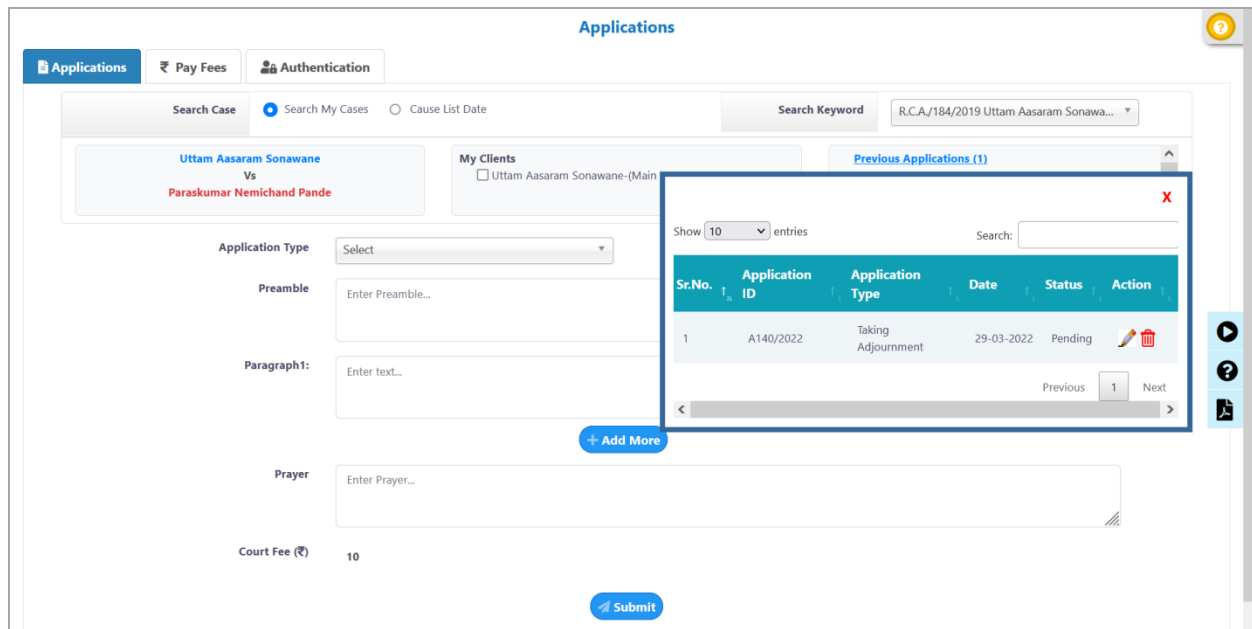 Applications
Applications
₹ Pay Fees
Authentication
Search Case
Search My Cases
Cause List Date
Search Keyword
R.C.A,/184/2019 Uttam Aasaram Sonawa...
Uttam Aasaram Sonawane
Vs
Paraskumar Nemichand Pande
My Clients
Uttam Aasaram Sonawane-(Main
Previous Applications (1)
X
Show 10 entries
Search:
Sr.No.
Application ID
Application Type
Date
Status
Action
1
A140/2022
Taking Adjournment
29-03-2022
Pending
Previous
1
Next
Application Type
Select
Preamble
Enter Preamble...
Paragraph1:
Enter text...
+ Add More
Prayer
Enter Prayer...
Court Fee (₹)
10
Submit